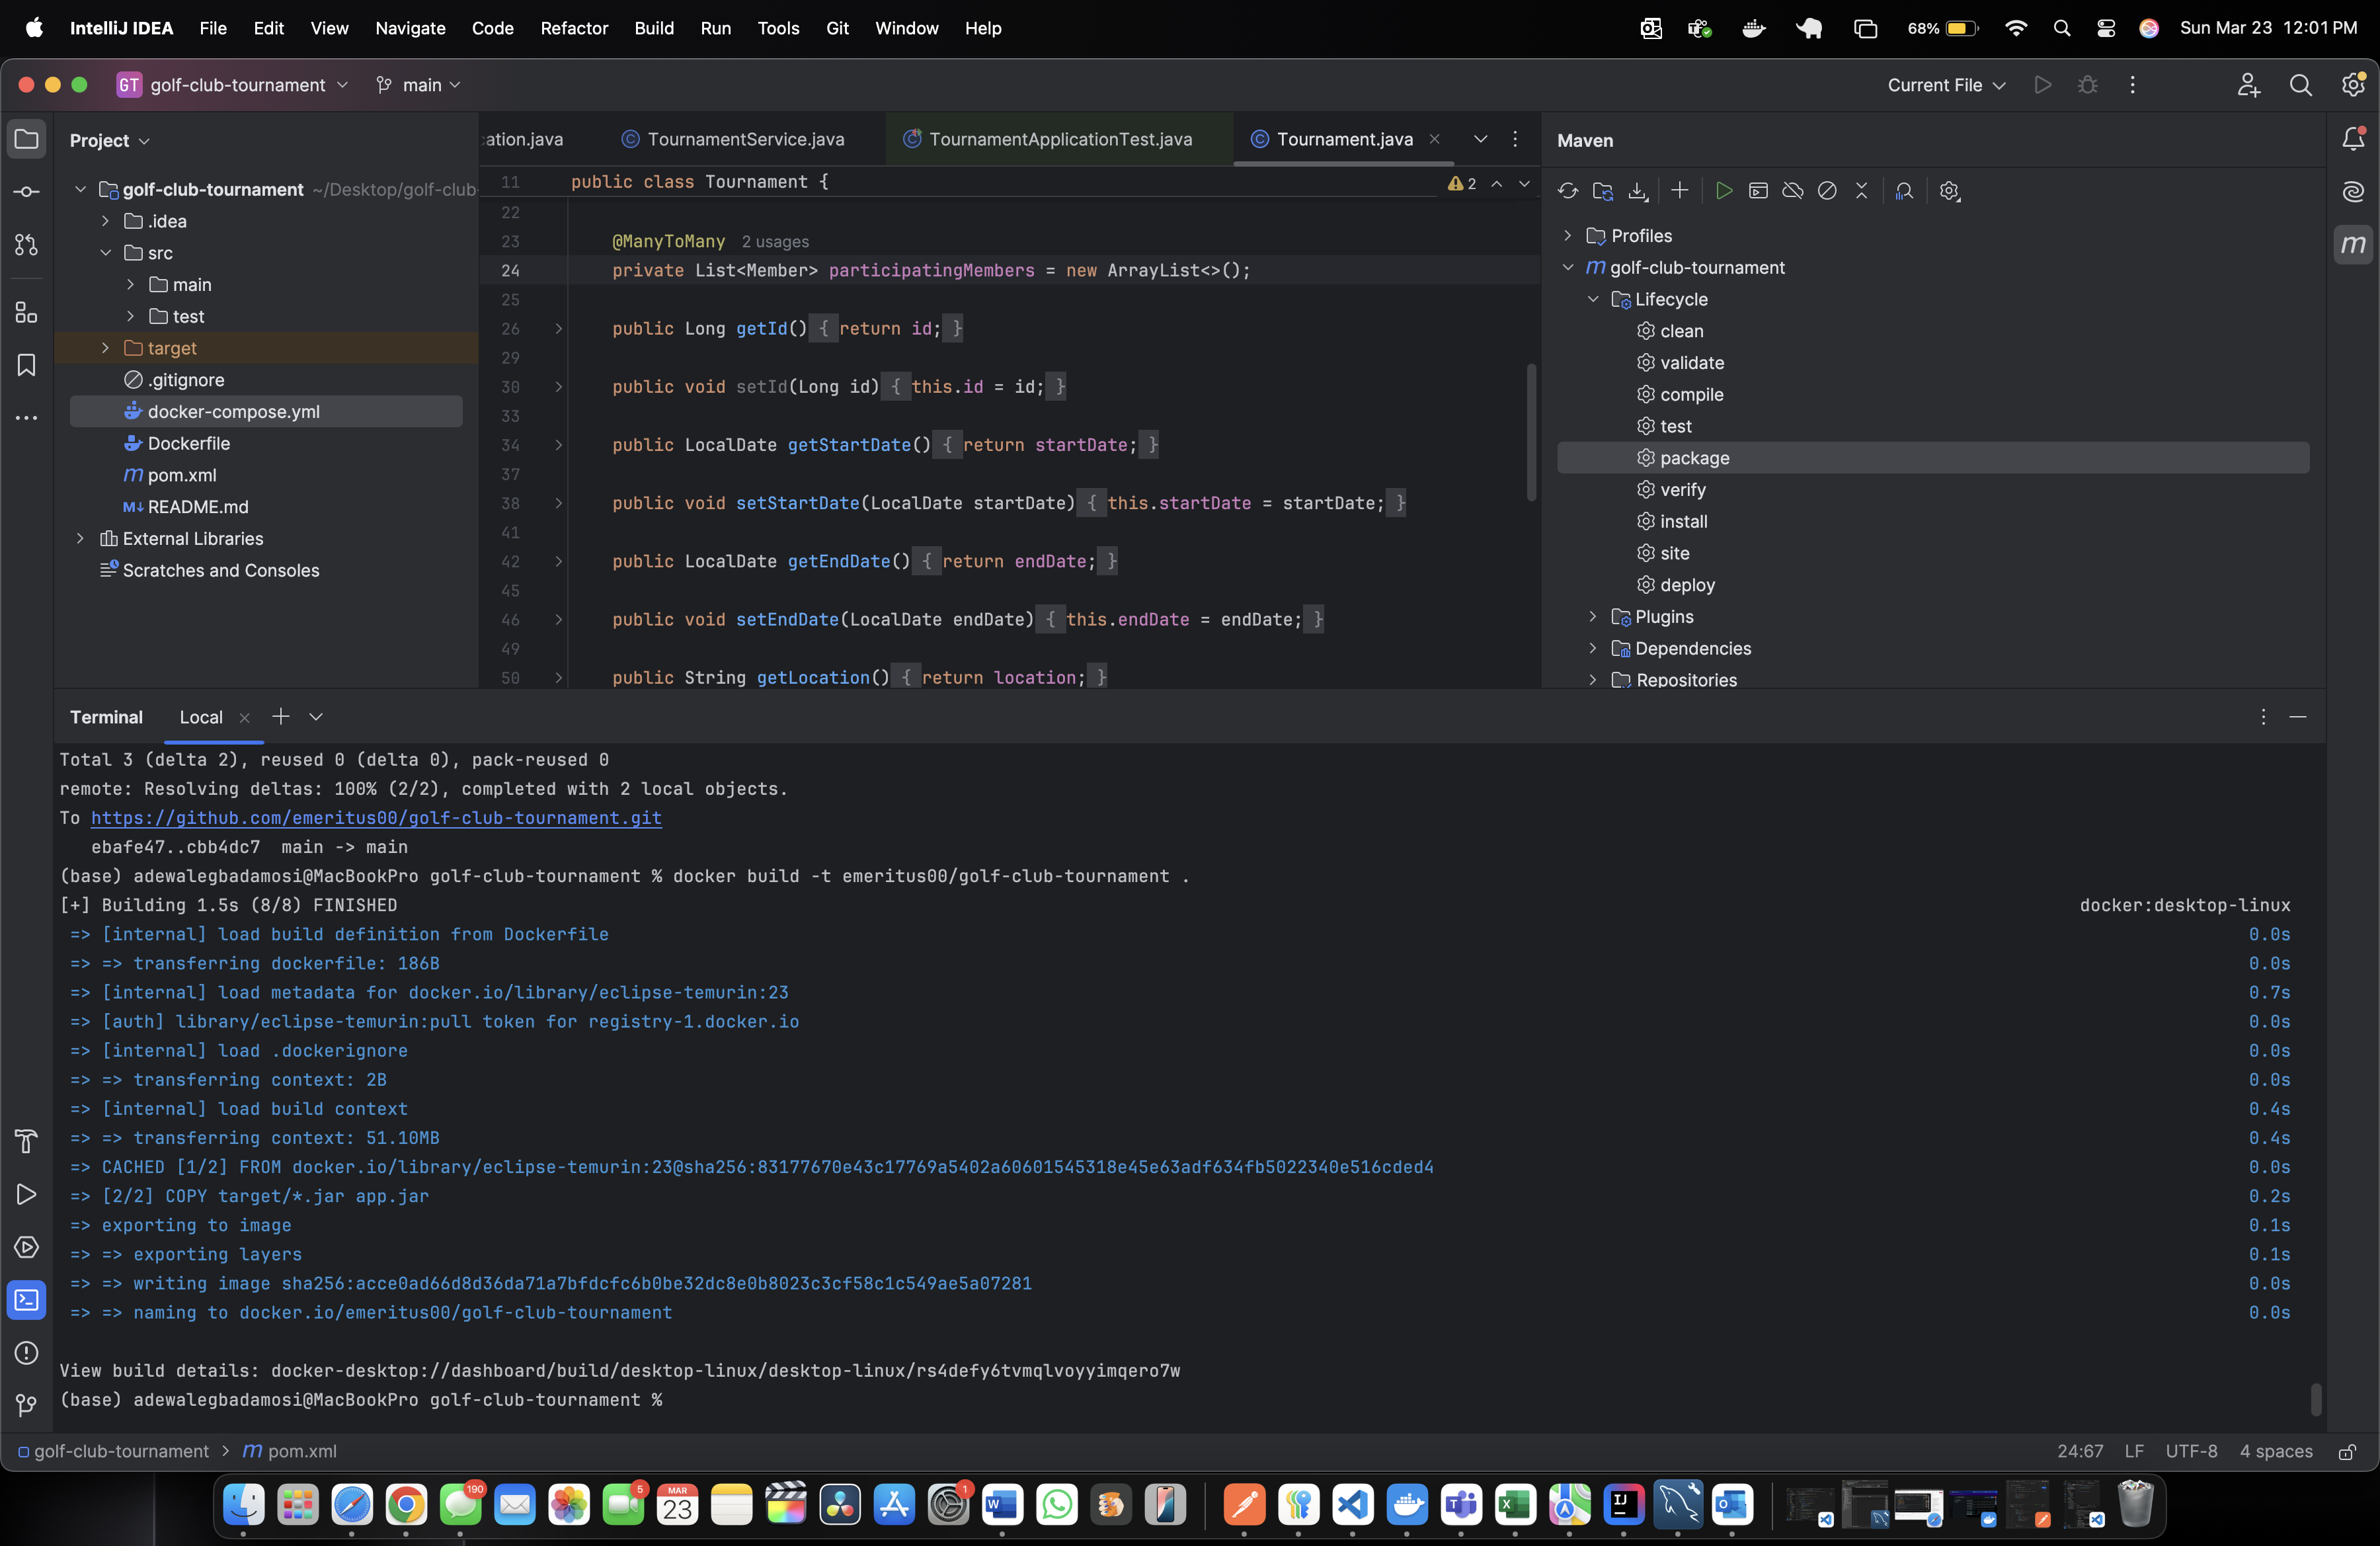 IntelliJ IDEA File Edit View Navigate Code Refactor Build Run Tools Git Window Help 68% Sun Mar 23 12:01 PM
GT golf-club-tournament main Current File
Project
cation.java TournamentService.java TournamentApplicationTest.java Tournament.java
Maven
golf-club-tournament ~/Desktop/golf-club-
.idea
src
main
test
target
.gitignore
docker-compose.yml
Dockerfile
pom.xml
README.md
External Libraries
Scratches and Consoles
11 public class Tournament { 2
22
23 @ManyToMany 2 usages
24 private List<Member> participatingMembers = new ArrayList<>();
25
26 public Long getId() { return id; }
29
30 public void setId(Long id) { this.id = id; }
33
34 public LocalDate getStartDate() { return startDate; }
37
38 public void setStartDate(LocalDate startDate) { this.startDate = startDate; }
41
42 public LocalDate getEndDate() { return endDate; }
45
46 public void setEndDate(LocalDate endDate) { this.endDate = endDate; }
49
50 public String getLocation() { return location; }
Profiles
golf-club-tournament
Lifecycle
clean
validate
compile
test
package
verify
install
site
deploy
Plugins
Dependencies
Repositories
Terminal Local
Total 3 (delta 2), reused 0 (delta 0), pack-reused 0
remote: Resolving deltas: 100% (2/2), completed with 2 local objects.
To https://github.com/emeritus00/golf-club-tournament.git
ebafe47..cbb4dc7 main -> main
(base) adewalegbadamosi@MacBookPro golf-club-tournament % docker build -t emeritus00/golf-club-tournament .
[+] Building 1.5s (8/8) FINISHED docker:desktop-linux
=> [internal] load build definition from Dockerfile 0.0s
=> => transferring dockerfile: 186B 0.0s
=> [internal] load metadata for docker.io/library/eclipse-temurin:23 0.7s
=> [auth] library/eclipse-temurin:pull token for registry-1.docker.io 0.0s
=> [internal] load .dockerignore 0.0s
=> => transferring context: 2B 0.0s
=> [internal] load build context 0.4s
=> => transferring context: 51.10MB 0.4s
=> CACHED [1/2] FROM docker.io/library/eclipse-temurin:23@sha256:83177670e43c17769a5402a60601545318e45e63adf634fb5022340e516cded4 0.0s
=> [2/2] COPY target/*.jar app.jar 0.2s
=> exporting to image 0.1s
=> => exporting layers 0.1s
=> => writing image sha256:acce0ad66d8d36da71a7bfdcfc6b0be32dc8e0b8023c3cf58c1c549ae5a07281 0.0s
=> => naming to docker.io/emeritus00/golf-club-tournament 0.0s
View build details: docker-desktop://dashboard/build/desktop-linux/desktop-linux/rs4defy6tvmqlvoyyimqero7w
(base) adewalegbadamosi@MacBookPro golf-club-tournament %
golf-club-tournament > pom.xml 24:67 LF UTF-8 4 spaces
190 5 MAR 23 1